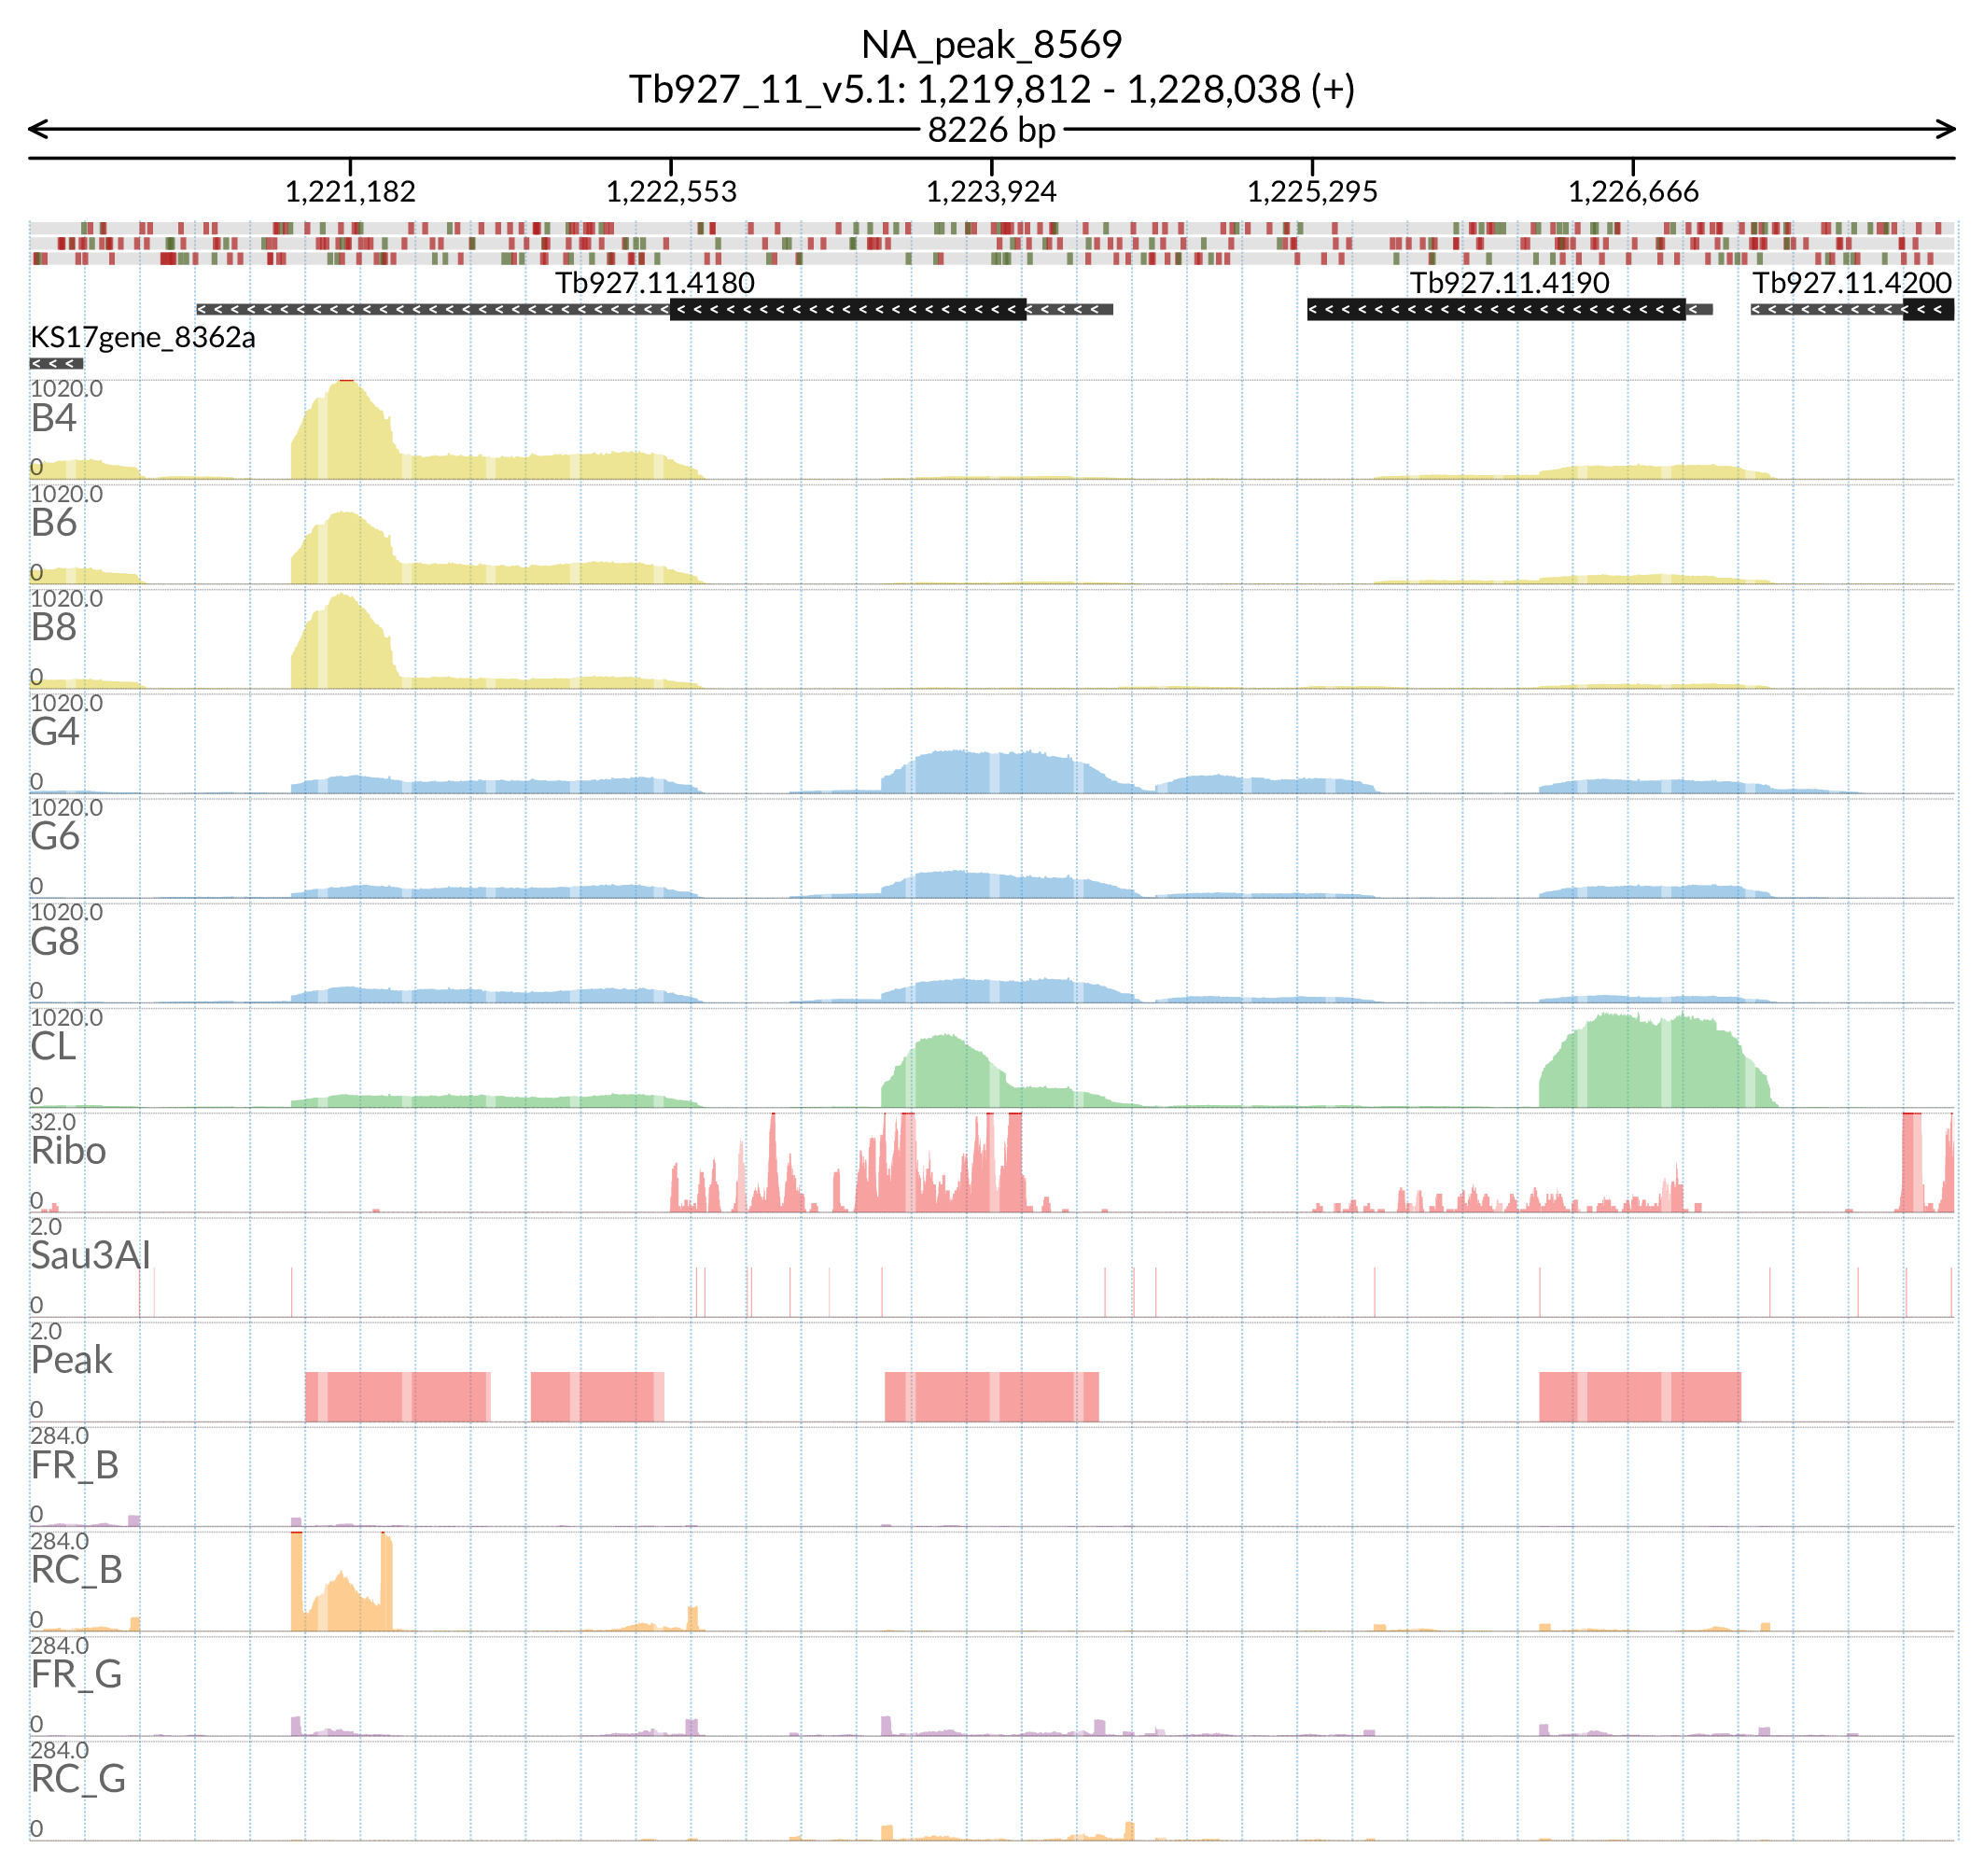 NA_peak_8569
Tb927_11_v5.1: 1,219,812 - 1,228,038 (+)
8226 bp
1,221,182 1,222,553 1,223,924 1,225,295 1,226,666
Tb927.11.4180 Tb927.11.4190 Tb927.11.4200
KS17gene_8362a
1020.0
B4
0
1020.0
B6
0
1020.0
B8
0
1020.0
G4
0
1020.0
G6
0
1020.0
G8
0
1020.0
CL
0
32.0
Ribo
0
2.0
Sau3AI
0
2.0
Peak
0
284.0
FR_B
0
284.0
RC_B
0
284.0
FR_G
0
284.0
RC_G
0